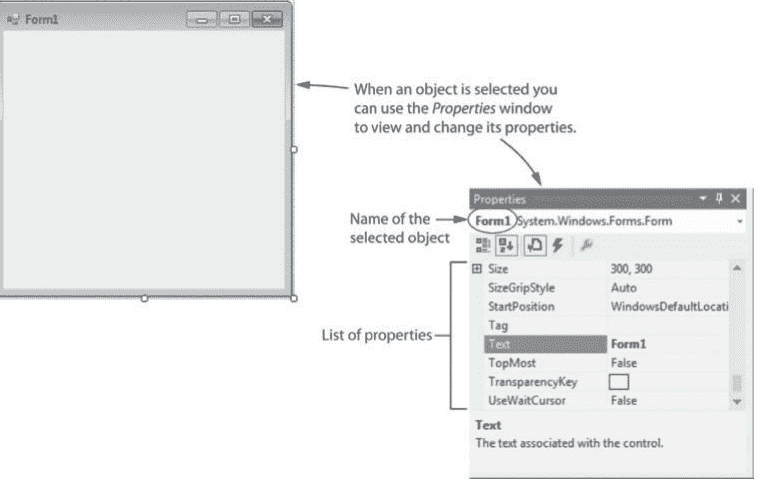 Form1
When an object is selected you
can use the Properties window
to view and change its properties.
Properties
Name of the
selected object
Form1 System.Windows.Forms.Form
List of properties
Size 300, 300
SizeGripStyle Auto
StartPosition WindowsDefaultLocati
Tag
Text Form1
TopMost False
TransparencyKey
UseWaitCursor False
Text
The text associated with the control.